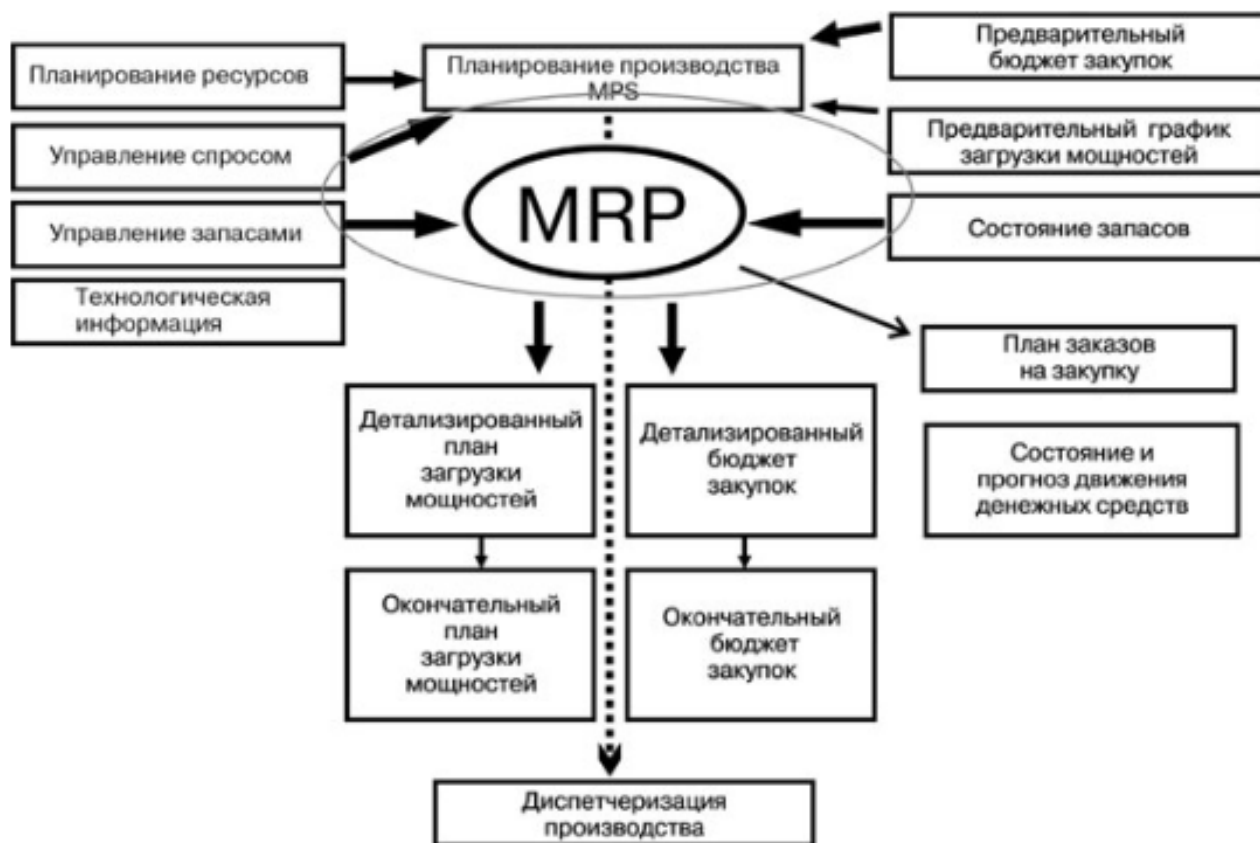 Планирование ресурсов
Управление спросом
Управление запасами
Технологическая
информация
Планирование производства
MPS
MRP
Предварительный
бюджет закупок
Предварительный график
загрузки мощностей
Состояние запасов
План заказов
на закупку
Состояние и
прогноз движения
денежных средств
Детализированный
план
загрузки
мощностей
Детализированный
бюджет
закупок
Окончательный
план
загрузки
мощностей
Окончательный
бюджет
закупок
Диспетчеризация
производства